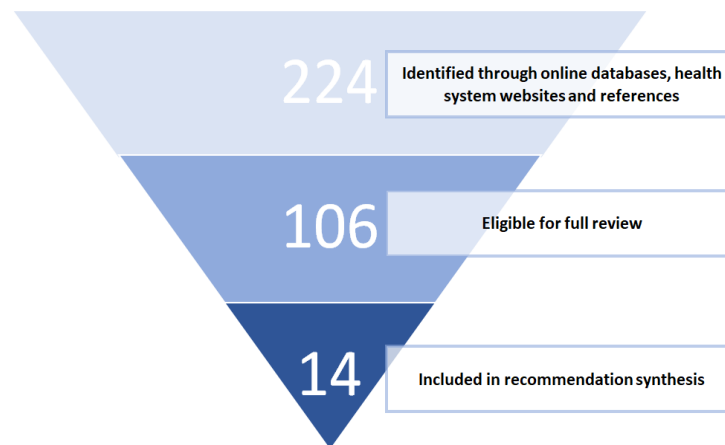 224
Identified through online databases, health
system websites and references
106
Eligible for full review
14
Included in recommendation synthesis